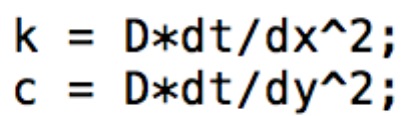 k = D*dt/dx^2;
c = D*dt/dy^2;